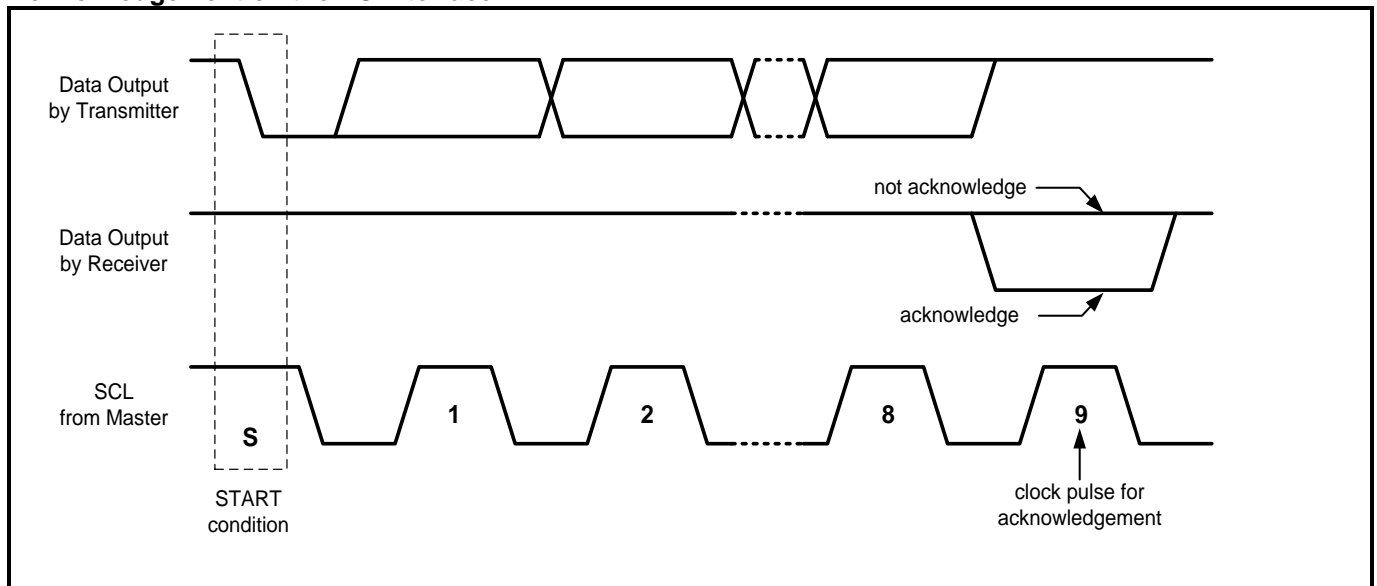 Data Output
by Transmitter
not acknowledge
Data Output
by Receiver
acknowledge
SCL
from Master
S
1
2
8
9
START
condition
clock pulse for
acknowledgement